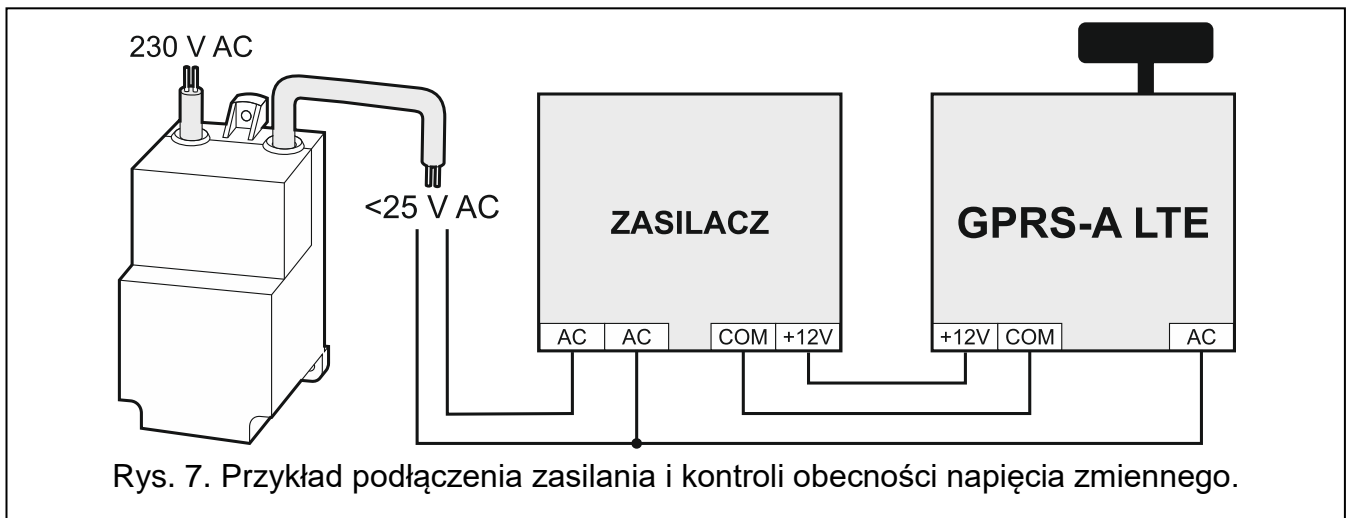 230 V AC
<25 V AC
ZASILACZ
GPRS-A LTE
AC AC COM +12V
+12V COM AC
Rys. 7. Przykład podłączenia zasilania i kontroli obecności napięcia zmiennego.